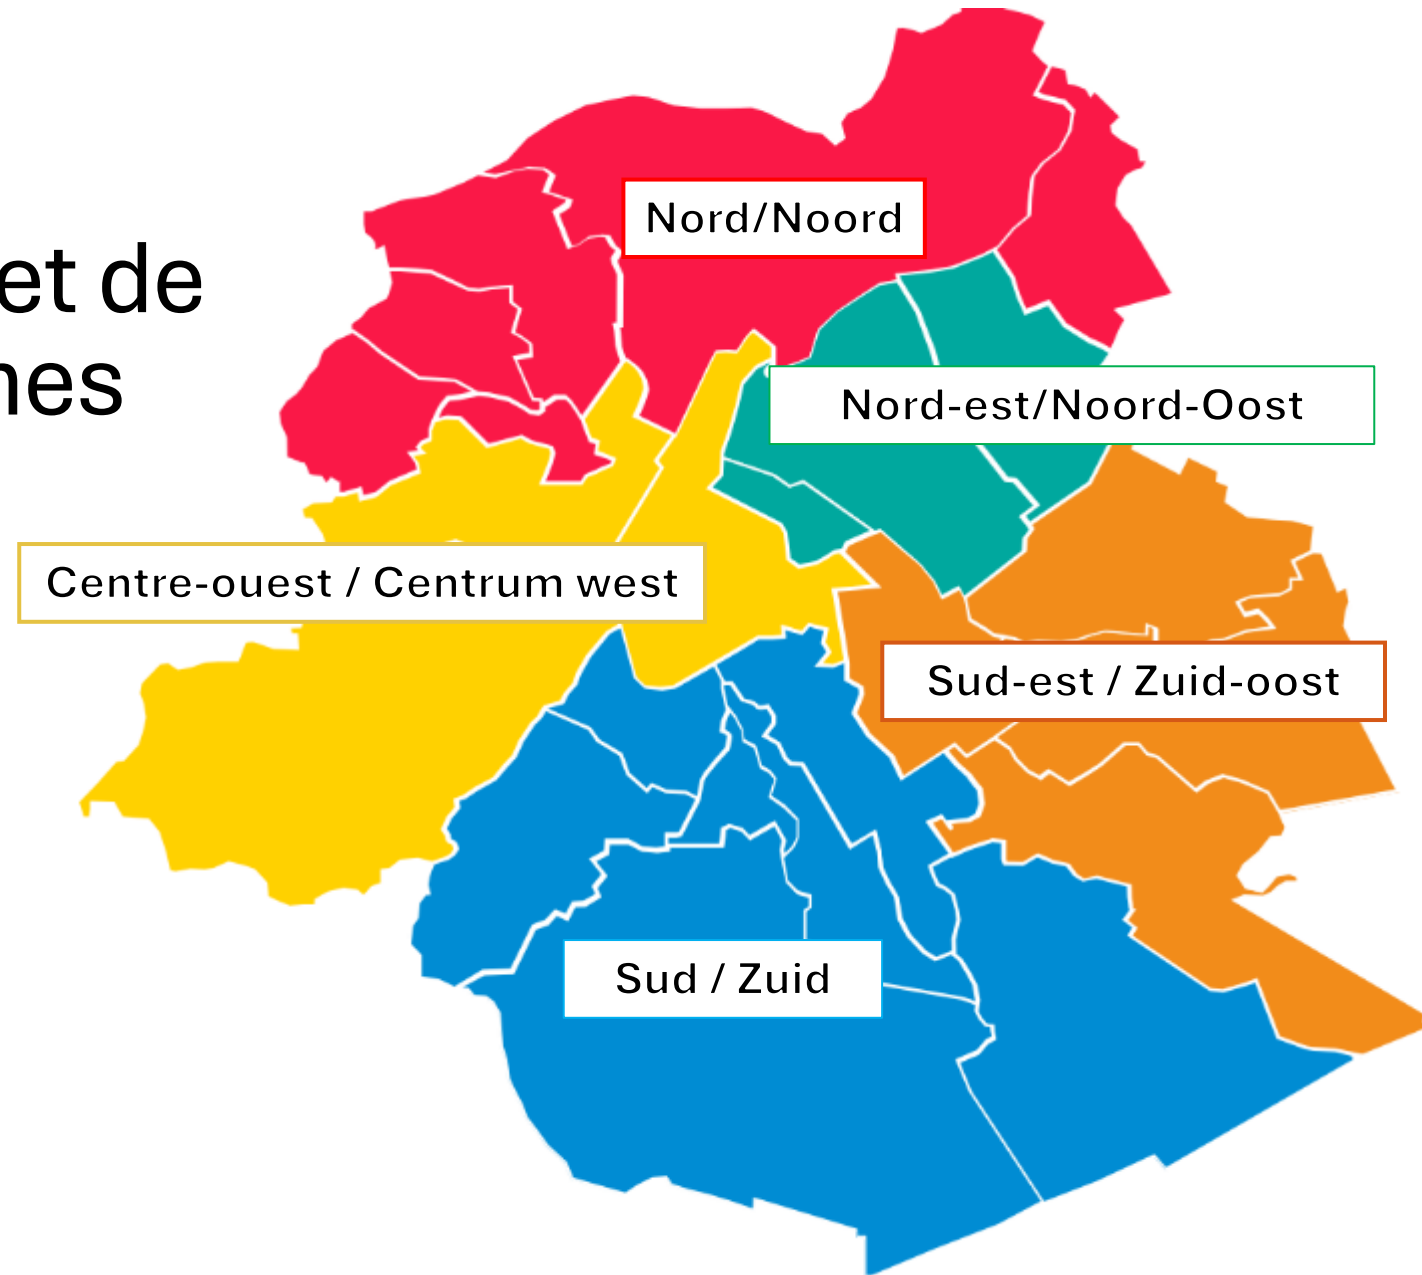 et de
nes
Nord/Noord
Nord-est/Noord-Oost
Centre-ouest / Centrum west
Sud-est / Zuid-oost
Sud / Zuid